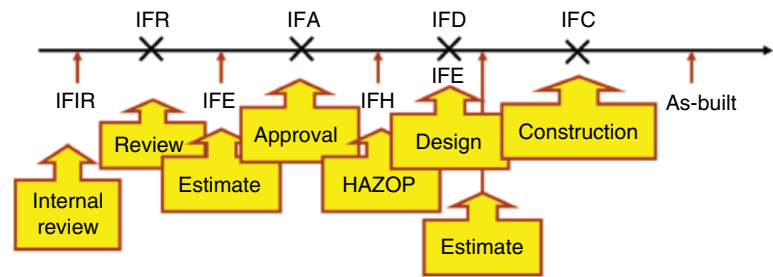 IFR
IFA
IFD
IFC
IFIR
IFE
IFH
IFE
As-built
Review
Approval
Design
Construction
Estimate
HAZOP
Internal
review
Estimate